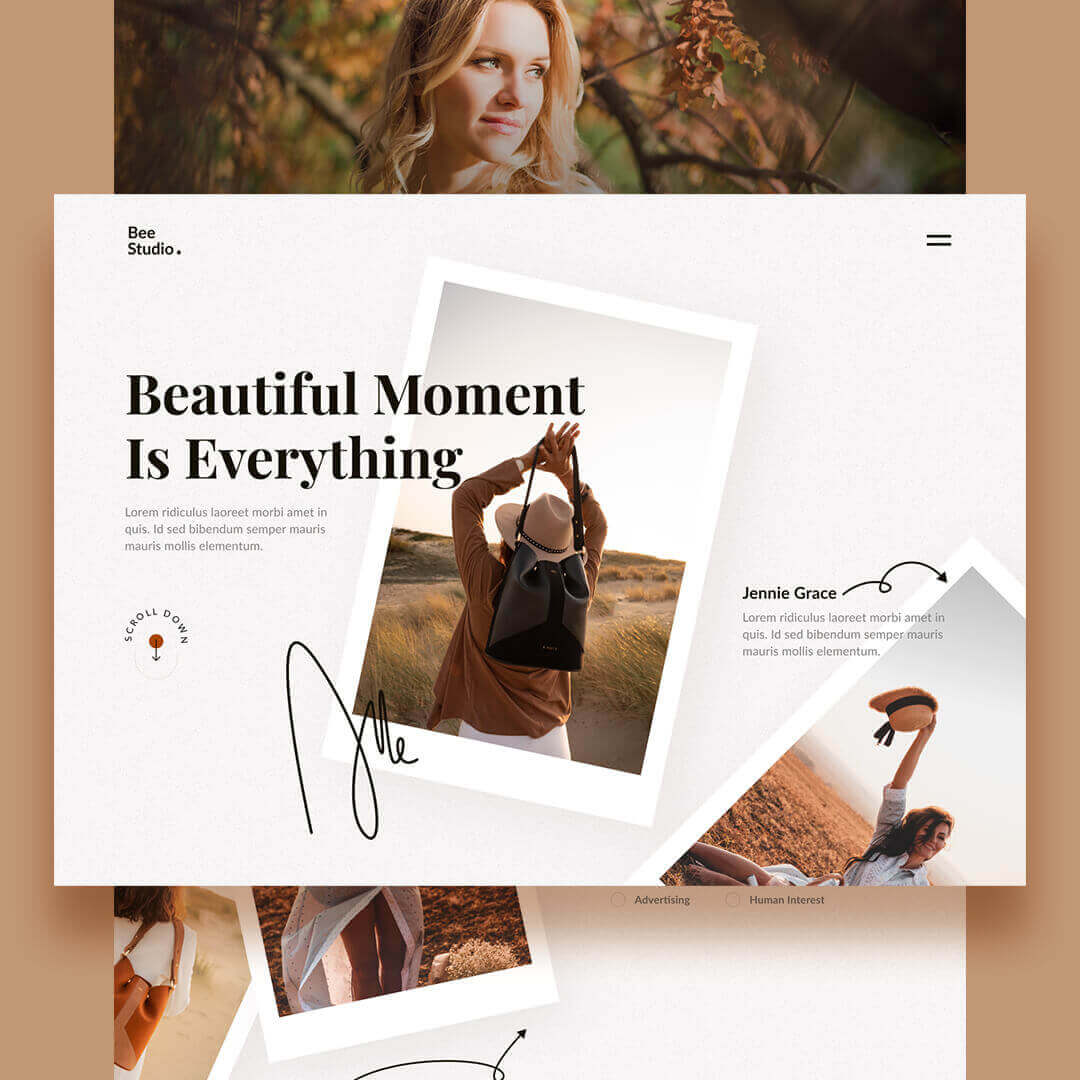 Bee
Studio.
Beautiful Moment
Is Everything
Lorem ridiculus laoreet morbi amet in
quis. Id sed bibendum semper mauris
mauris mollis elementum.
SCROLL DOWN
Jennie Grace
Lorem ridiculus laoreet morbi amet in
quis. Id sed bibendum semper mauris
mauris mollis elementum.
Advertising
Human Interest